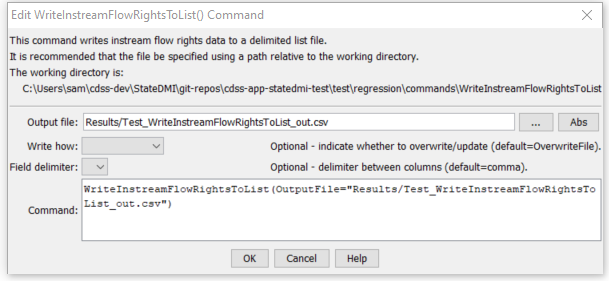 Edit WriteInstreamFlowRightsToList() Command
This command writes instream flow rights data to a delimited list file.
It is recommended that the file be specified using a path relative to the working directory.
The working directory is:
C:\Users\sam\cdss-dev\StateDMI\git-repos\cdss-app-statedmi-test\test\regression\commands\WriteInstreamFlowRightsToList
Output file: Results/Test_WriteInstreamFlowRightsToList_out.csv ... Abs
Write how: Optional - indicate whether to overwrite/update (default=OverwriteFile).
Field delimiter: Optional - delimiter between columns (default=comma).
Command: WriteInstreamFlowRightsToList(OutputFile="Results/Test_WriteInstreamFlowRightsTo
List_out.csv")
OK Cancel Help